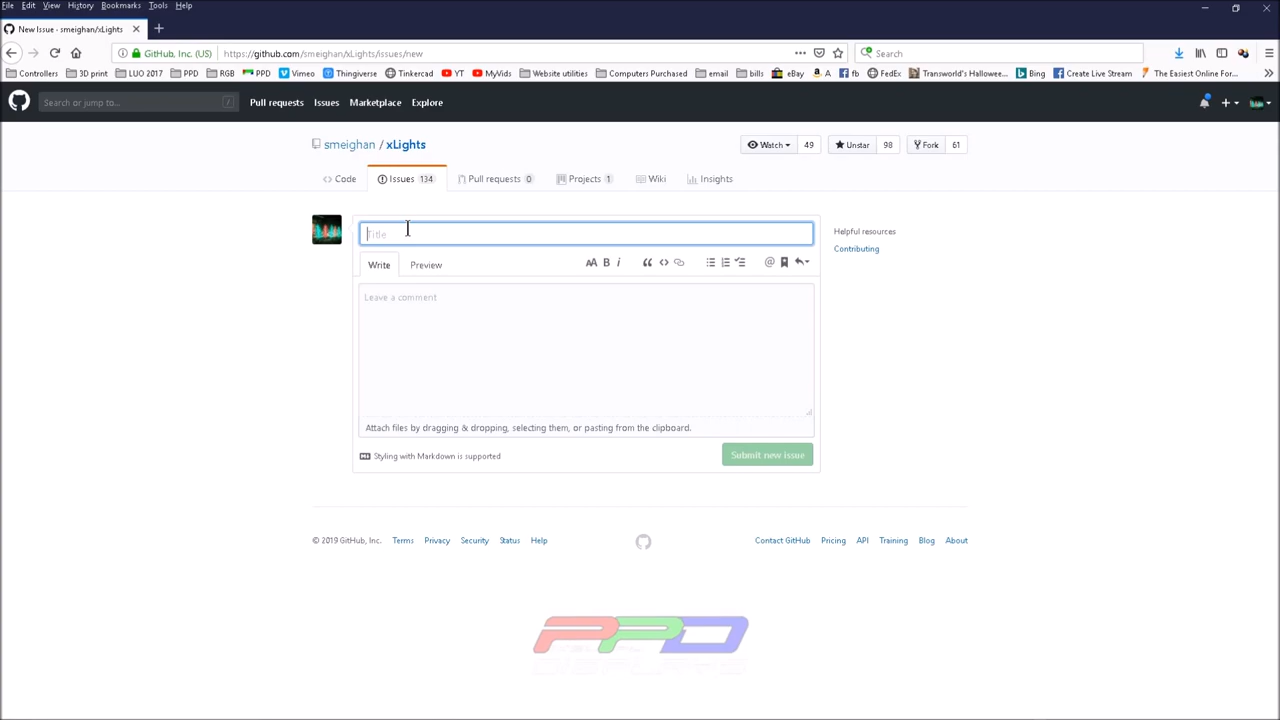 File Edit View History Bookmarks Tools Help
New Issue - smeighan/xLights
GitHub, Inc. (US) https://github.com/smeighan/xLights/issues/new Search
Controllers 3D print LUO 2017 PPD RGB PPD Vimeo Thingiverse Tinkercad YT MyVids Website utilities Computers Purchased email bills eBay A fb FedEx Transworld's Hallowee... Bing Create Live Stream The Easiest Online For...
Search or jump to... / Pull requests Issues Marketplace Explore
smeighan / xLights Watch 49 Unstar 98 Fork 61
Code Issues 134 Pull requests 0 Projects 1 Wiki Insights
Title
Helpful resources
Contributing
Write Preview AA B i
Leave a comment
Attach files by dragging & dropping, selecting them, or pasting from the clipboard.
Styling with Markdown is supported Submit new issue
© 2019 GitHub, Inc. Terms Privacy Security Status Help Contact GitHub Pricing API Training Blog About
PPD